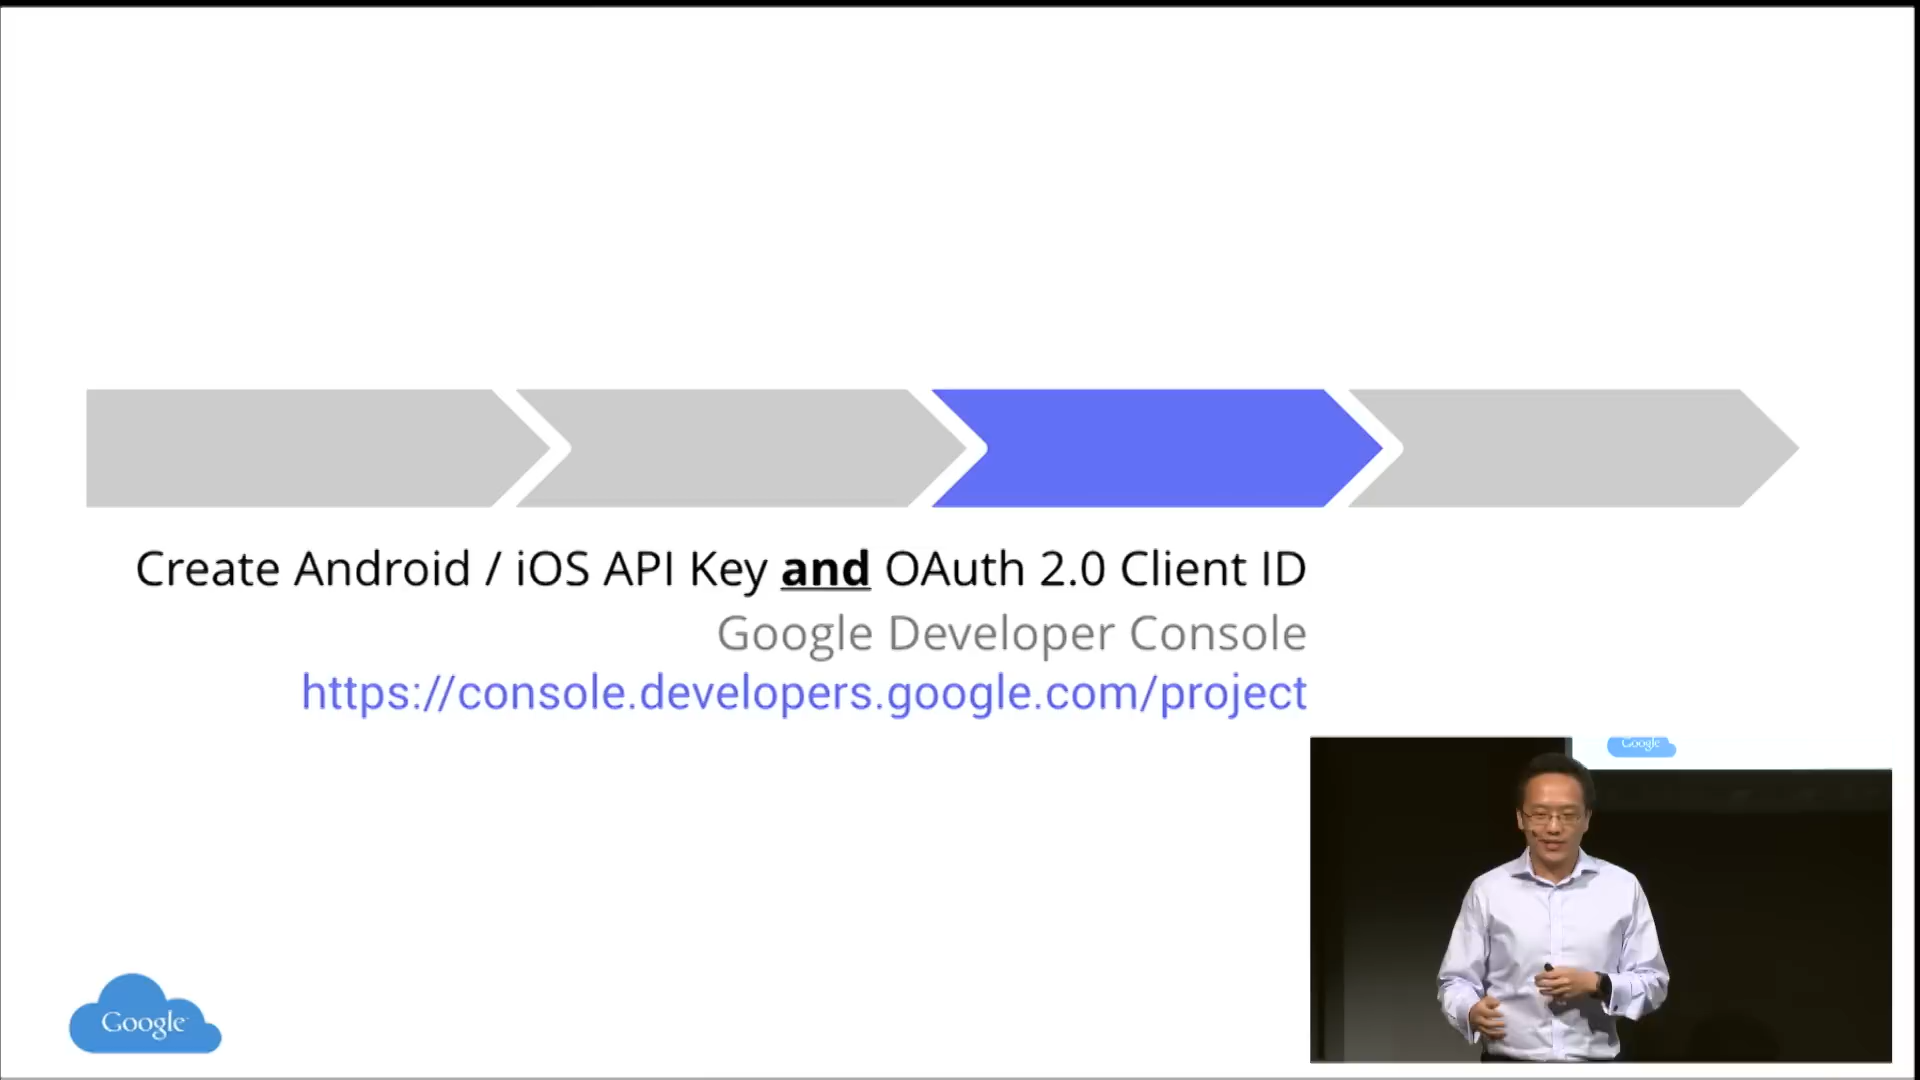 Create Android / iOS API Key and OAuth 2.0 Client ID
Google Developer Console
https://console.developers.google.com/project
Google
Google